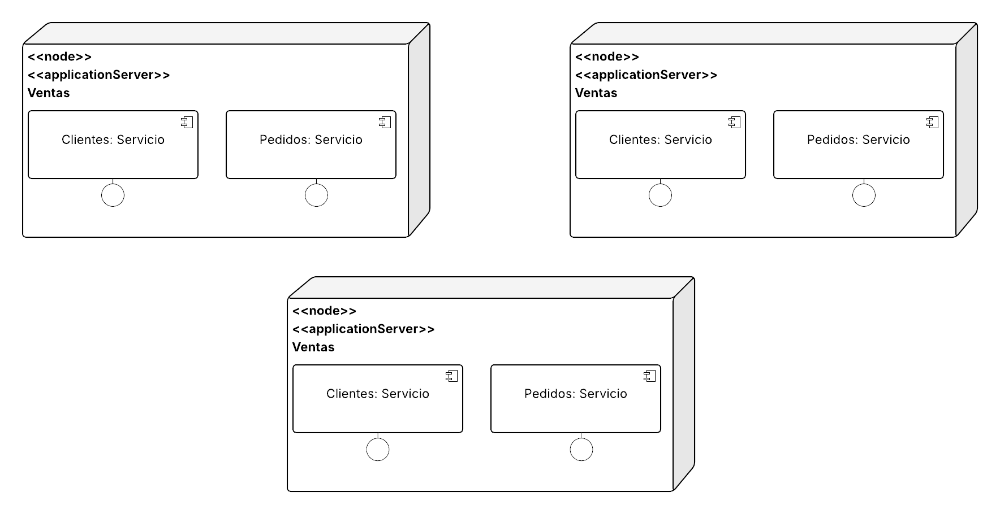 <<node>>
<<applicationServer>>
Ventas
Clientes: Servicio
Pedidos: Servicio
<<node>>
<<applicationServer>>
Ventas
Clientes: Servicio
Pedidos: Servicio
<<node>>
<<applicationServer>>
Ventas
Clientes: Servicio
Pedidos: Servicio